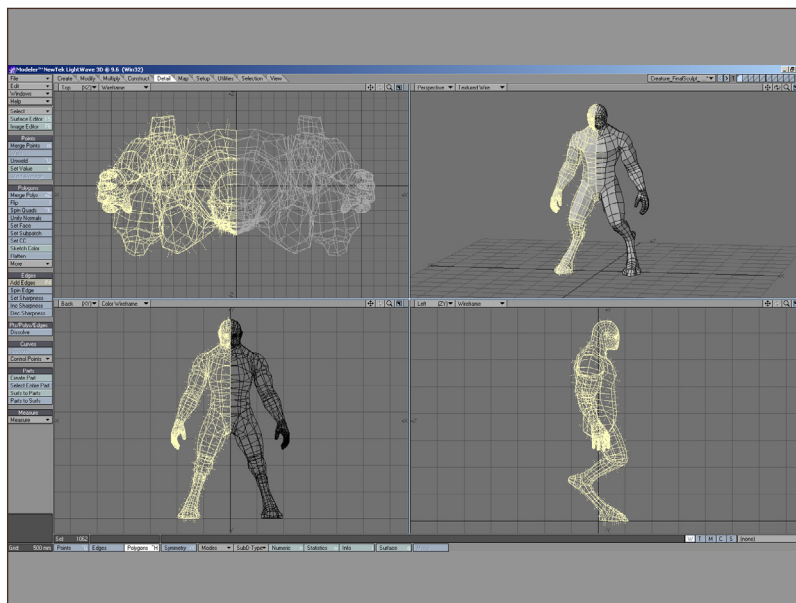 Modeler™ NewTek LightWave 3D ® 9.6 (Win32)
File
Create Modify Multiply Construct Detail Map Setup Utilities Selection View
Creature_FinalSculpt_
Edit
Windows
Help
Top (XZ) Wireframe
Perspective Textured Wire
Select
Surface Editor
Image Editor
Points
Merge Points
Unweld
Set Value
Polygons
Merge Polys
Flip
Spin Quads
Unify Normals
Set Face
Set Subpatch
Set CC
Sketch Color
Flatten
More
Edges
Add Edges
Spin Edge
Set Sharpness
Inc Sharpness
Dec Sharpness
Back (XY) Color Wireframe
Left (ZY) Wireframe
Pts/Polys/Edges
Dissolve
Curves
Control Points
Parts
Create Part
Select Entire Part
Surfs to Parts
Parts to Surfs
Measure
Measure
Sel: 1062
W T M C S (none)
Grid: 500 mm Points Edges Polygons ^H Symmetry Modes SubD-Type Numeric Statistics Info Surface